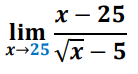 lim x→25 (x − 25)/(√x − 5)